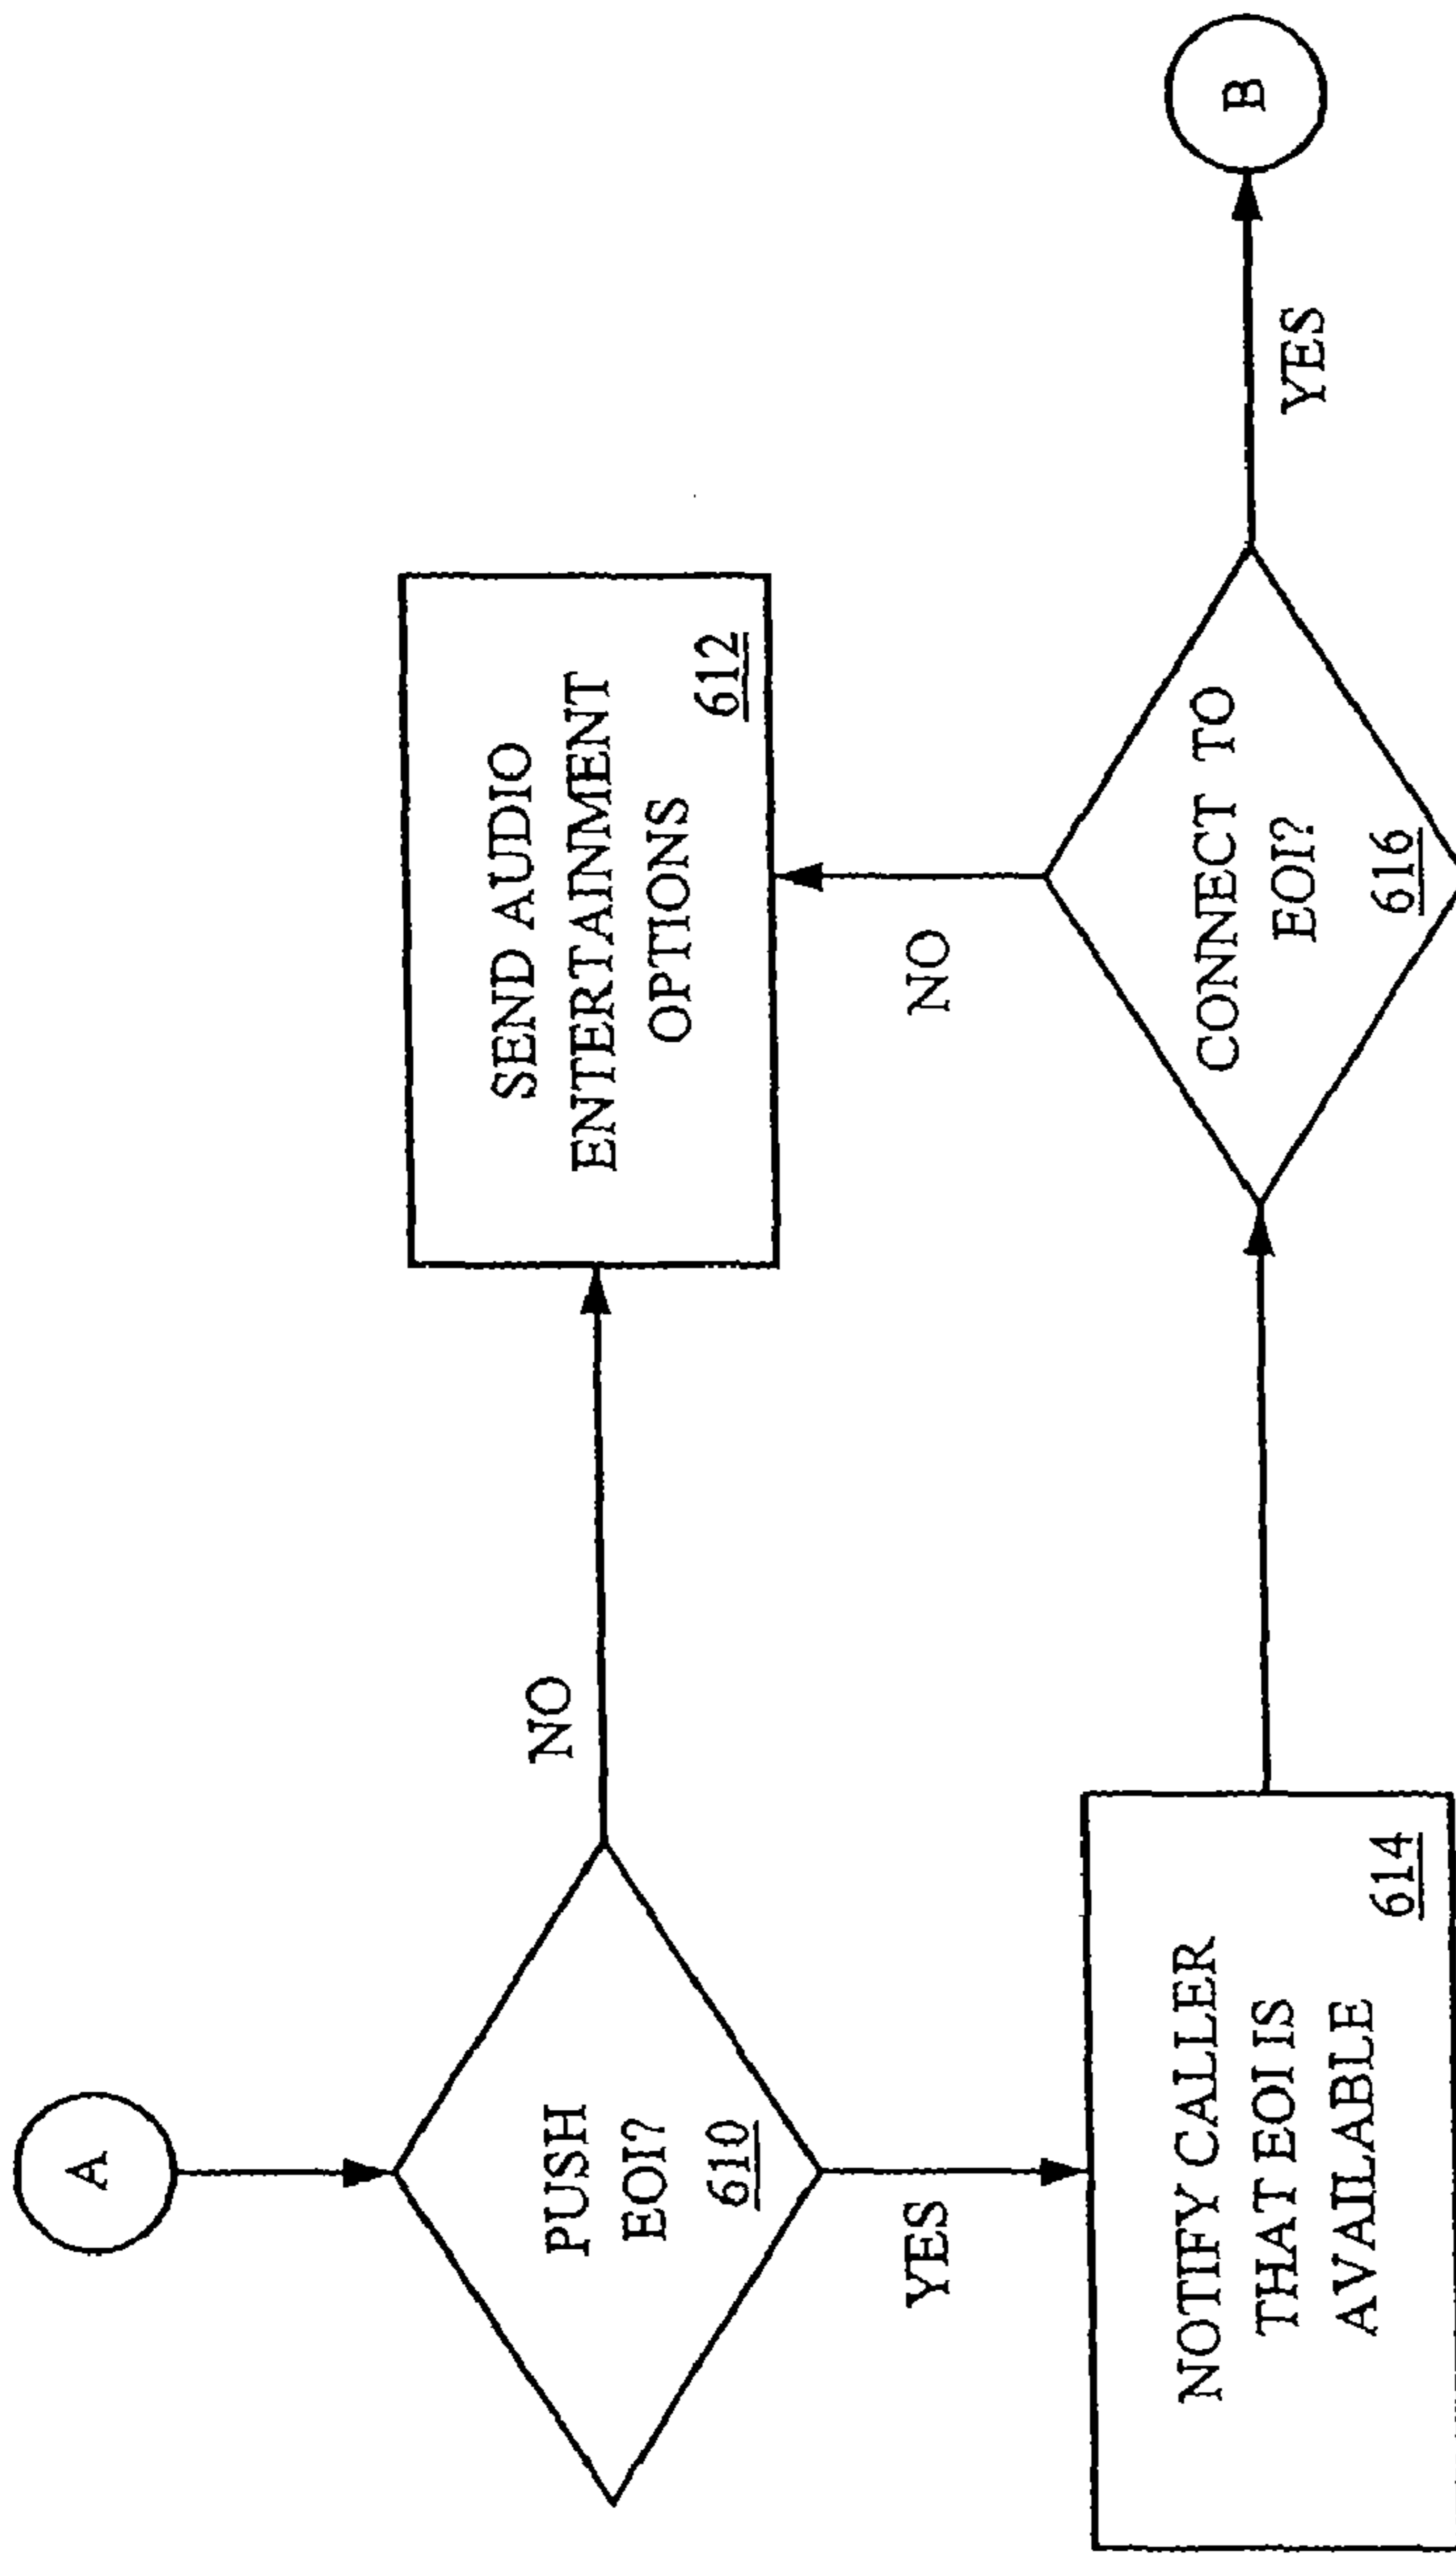 A
PUSH
EOI?
610
NO
YES
SEND AUDIO
ENTERTAINMENT
OPTIONS
612
NOTIFY CALLER
THAT EOI IS
AVAILABLE
614
NO
CONNECT TO
EOI?
616
YES
B